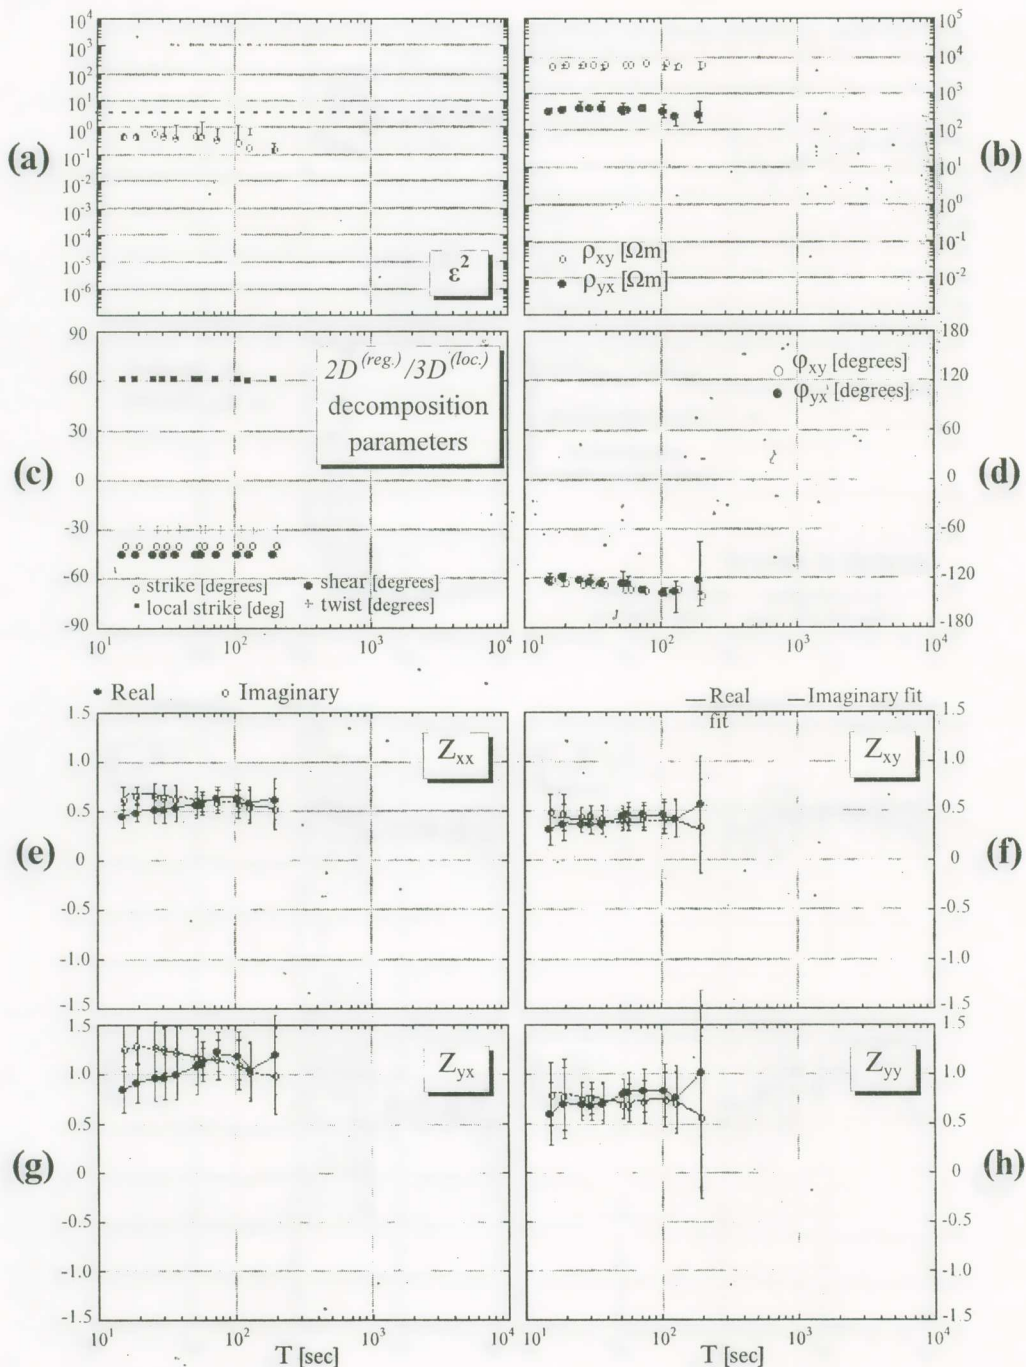 (a)
10^4
10^3
10^2
10^1
10^0
10^-1
10^-2
10^-3
10^-4
10^-5
10^-6
ε^2
(b)
10^5
10^4
10^3
10^2
10^1
10^0
10^-1
10^-2
ρxy [Ωm]
ρyx [Ωm]
(c)
90
60
30
0
-30
-60
-90
2D^(reg.)/3D^(loc.)
decomposition
parameters
strike [degrees]
shear [degrees]
local strike [deg]
twist [degrees]
10^1
10^2
10^3
10^4
(d)
180
120
60
0
-60
-120
-180
φxy [degrees]
φyx [degrees]
10^1
10^2
10^3
10^4
Real
Imaginary
Real
fit
Imaginary fit
(e)
1.5
1.0
0.5
0
-0.5
-1.0
-1.5
Zxx
(f)
1.5
1.0
0.5
0
-0.5
-1.0
-1.5
Zxy
(g)
1.5
1.0
0.5
0
-0.5
-1.0
-1.5
Zyx
10^1
10^2
10^3
10^4
T [sec]
(h)
1.5
1.0
0.5
0
-0.5
-1.0
-1.5
Zyy
10^1
10^2
10^3
10^4
T [sec]